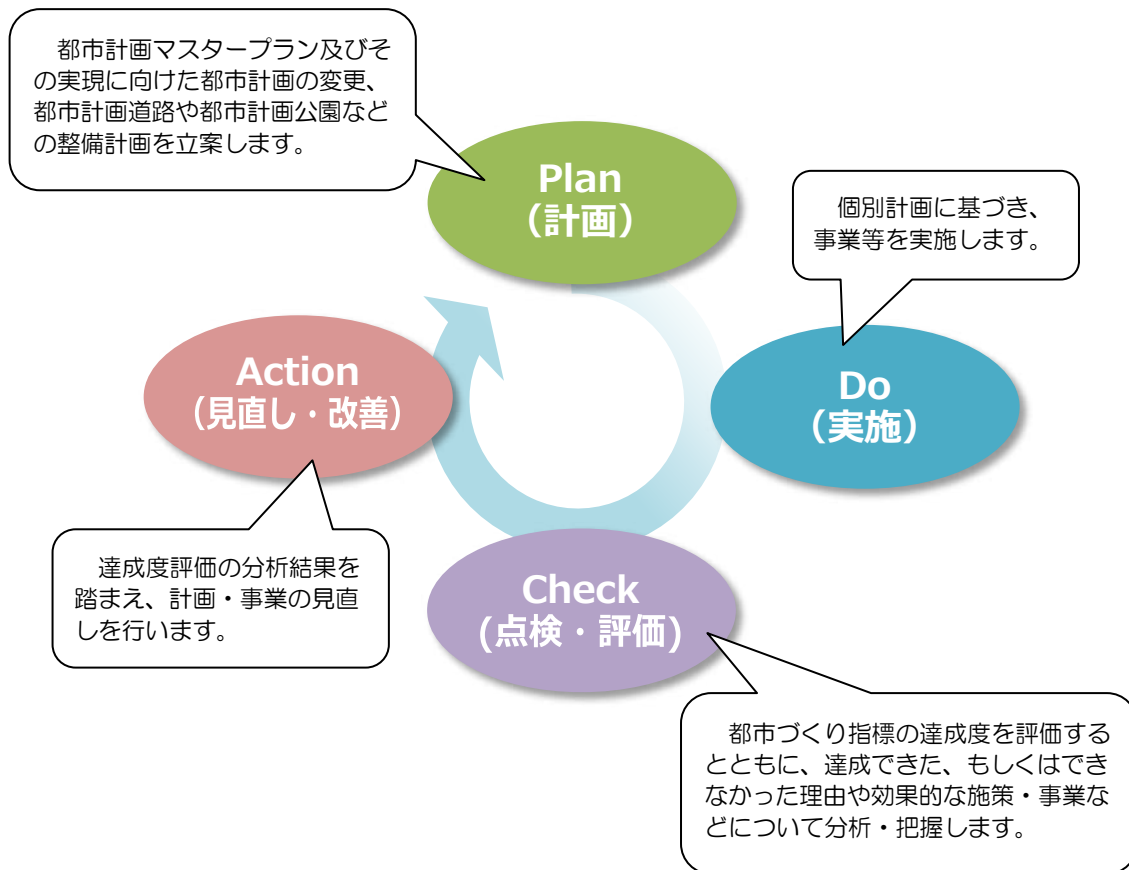 都市計画マスタープラン及びそ
の実現に向けた都市計画の変更、
都市計画道路や都市計画公園など
の整備計画を立案します。
Plan
（計画）
個別計画に基づき、
事業等を実施します。
Do
（実施）
Action
（見直し・改善）
達成度評価の分析結果を
踏まえ、計画・事業の見直
しを行います。
Check
(点検・評価)
都市づくり指標の達成度を評価する
とともに、達成できた、もしくはでき
なかった理由や効果的な施策・事業な
どについて分析・把握します。